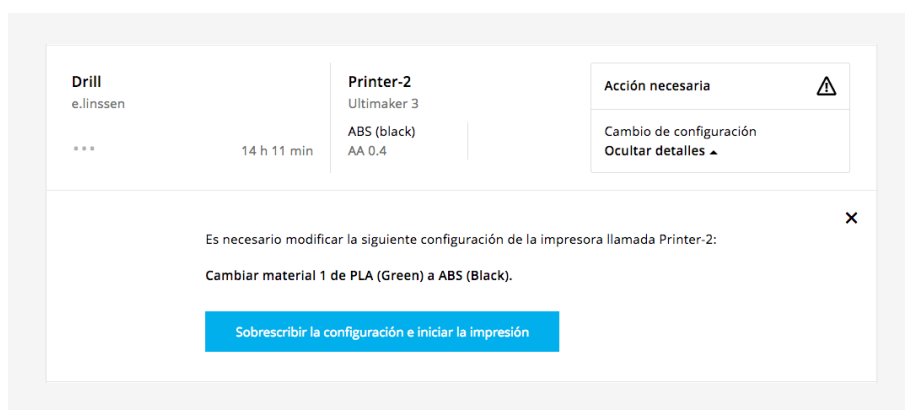 Drill
e.linssen
14 h 11 min
Printer-2
Ultimaker 3
ABS (black)
AA 0.4
Acción necesaria
Cambio de configuración
Ocultar detalles
Es necesario modificar la siguiente configuración de la impresora llamada Printer-2:
Cambiar material 1 de PLA (Green) a ABS (Black).
Sobrescribir la configuración e iniciar la impresión